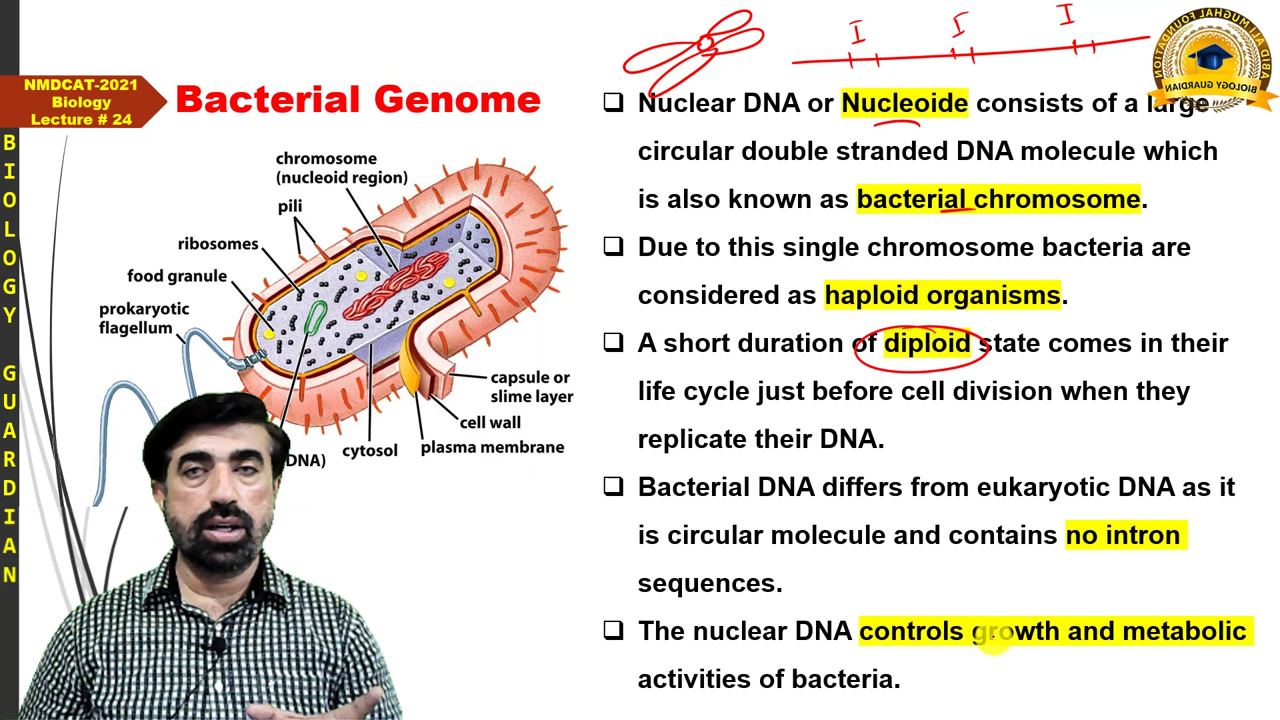 NMDCAT-2021
Biology
Lecture # 24
Bacterial Genome
BIOLOGY GUARDIAN
chromosome
(nucleoid region)
pili
ribosomes
food granule
prokaryotic
flagellum
capsule or
slime layer
cell wall
plasma membrane
cytosol
DNA)
I I I
ABID ALI MUGHAL FOUNDATION
BIOLOGY GUARDIAN
❑ Nuclear DNA or Nucleoide consists of a large
circular double stranded DNA molecule which
is also known as bacterial chromosome.
❑ Due to this single chromosome bacteria are
considered as haploid organisms.
❑ A short duration of diploid state comes in their
life cycle just before cell division when they
replicate their DNA.
❑ Bacterial DNA differs from eukaryotic DNA as it
is circular molecule and contains no intron
sequences.
❑ The nuclear DNA controls growth and metabolic
activities of bacteria.